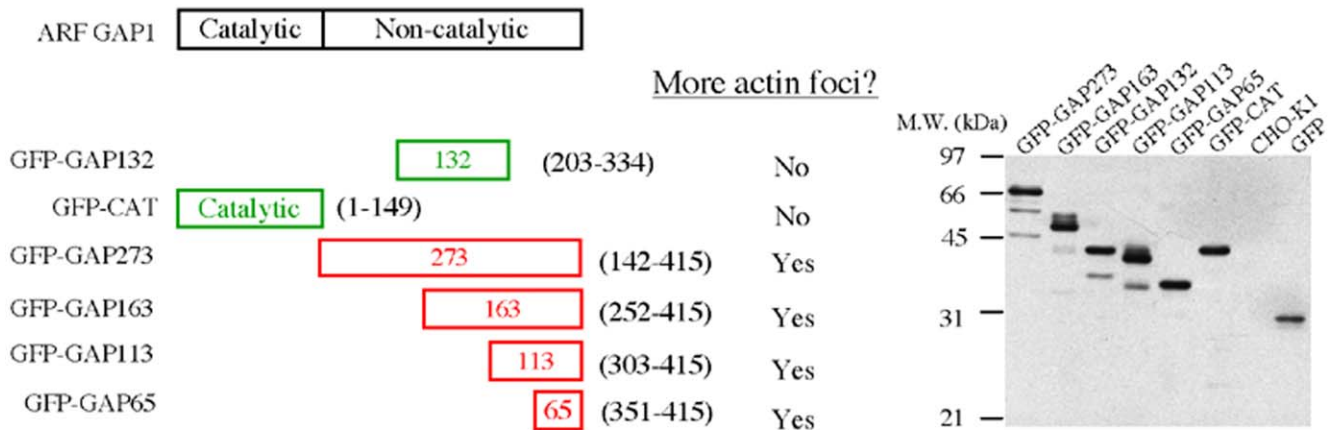 ARF GAP1 Catalytic Non-catalytic
More actin foci?
GFP-GAP132 132 (203-334) No
GFP-CAT Catalytic (1-149) No
GFP-GAP273 273 (142-415) Yes
GFP-GAP163 163 (252-415) Yes
GFP-GAP113 113 (303-415) Yes
GFP-GAP65 65 (351-415) Yes
M.W. (kDa)
GFP-GAP273
GFP-GAP163
GFP-GAP132
GFP-GAP113
GFP-GAP65
GFP-CAT
CHO-K1
GFP
97
66
45
31
21